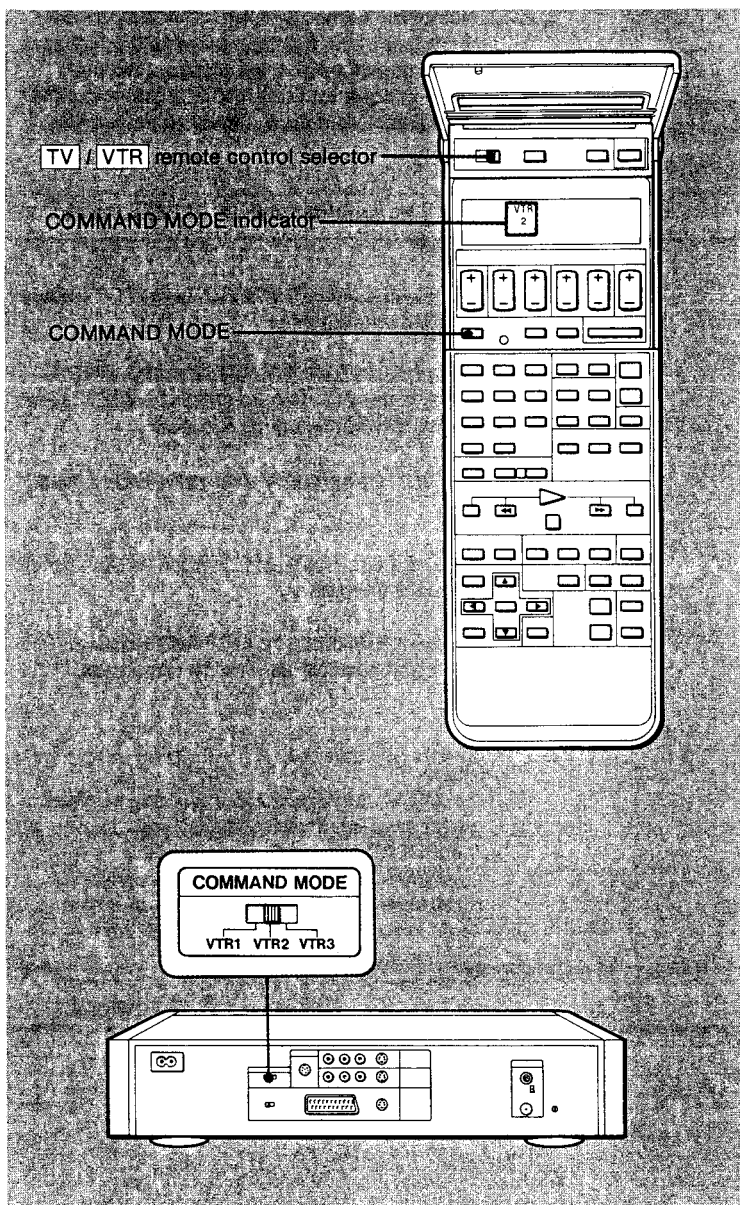 TV / VTR remote control selector
VTR
2
COMMAND MODE indicator
+ + + + + +
− − − − − −
COMMAND MODE
COMMAND MODE
VTR1 VTR2 VTR3